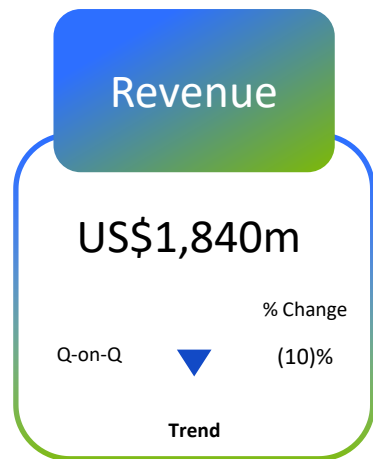 Revenue
US$1,840m
% Change
Q-on-Q (10)%
Trend